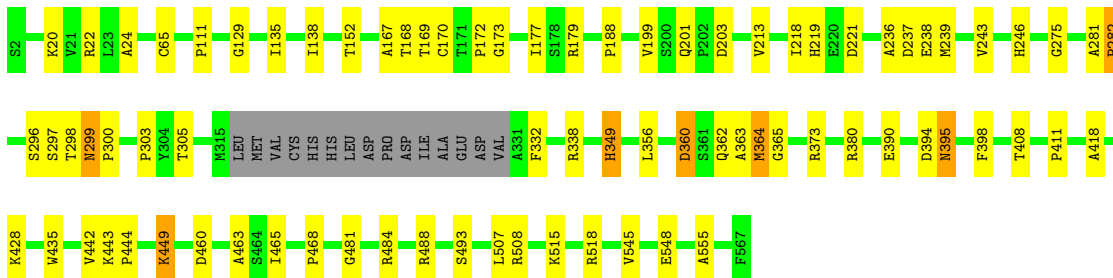 S2 K20 V21 R22 L23 A24 C65 P111 G129 I135 I138 T152 A167 T168 T169 C170 T171 P172 G173 I177 S178 R179 P188 V199 S200 Q201 P202 D203 V213 I218 H219 E220 D221 A236 D237 E238 M239 V243 H246 G275 A281
S296 S297 T298 N299 P300 P303 Y304 T305 M315 LEU MET VAL CYS HIS HIS LEU ASP PRO ASP ILE ALA GLU ASP VAL A331 F332 R338 H349 L356 D360 S361 Q362 A363 M364 G365 R373 R380 E390 D394 N395 F398 T408 P411 A418
K428 W435 V442 K443 P444 K449 D460 A463 S464 I465 P468 G481 R484 R488 S493 L507 R508 K515 R518 V545 E548 A555 F567